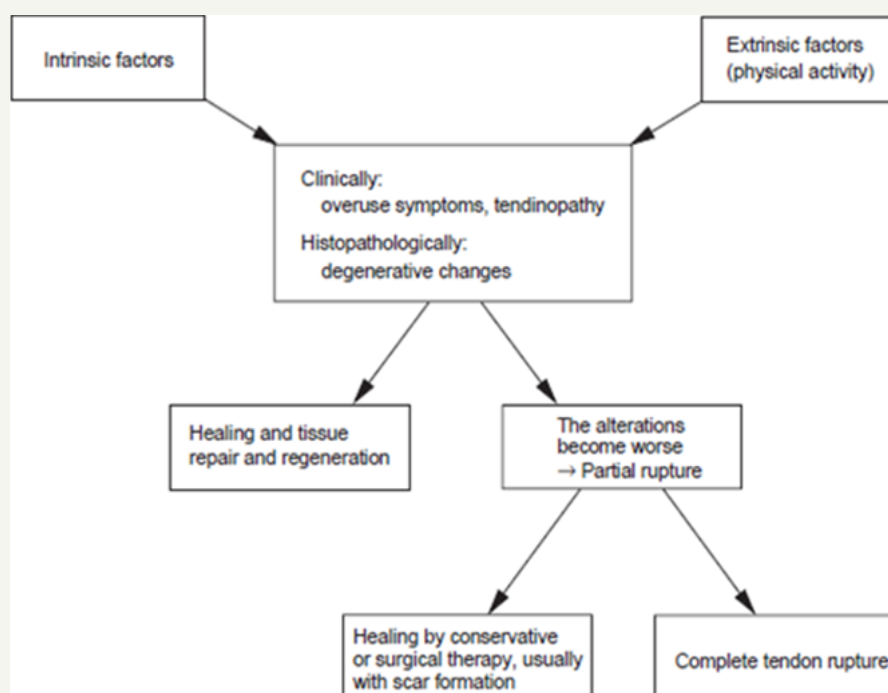 Intrinsic factors
Extrinsic factors
(physical activity)
Clinically:
overuse symptoms, tendinopathy
Histopathologically:
degenerative changes
Healing and tissue
repair and regeneration
The alterations
become worse
→ Partial rupture
Healing by conservative
or surgical therapy, usually
with scar formation
Complete tendon rupture